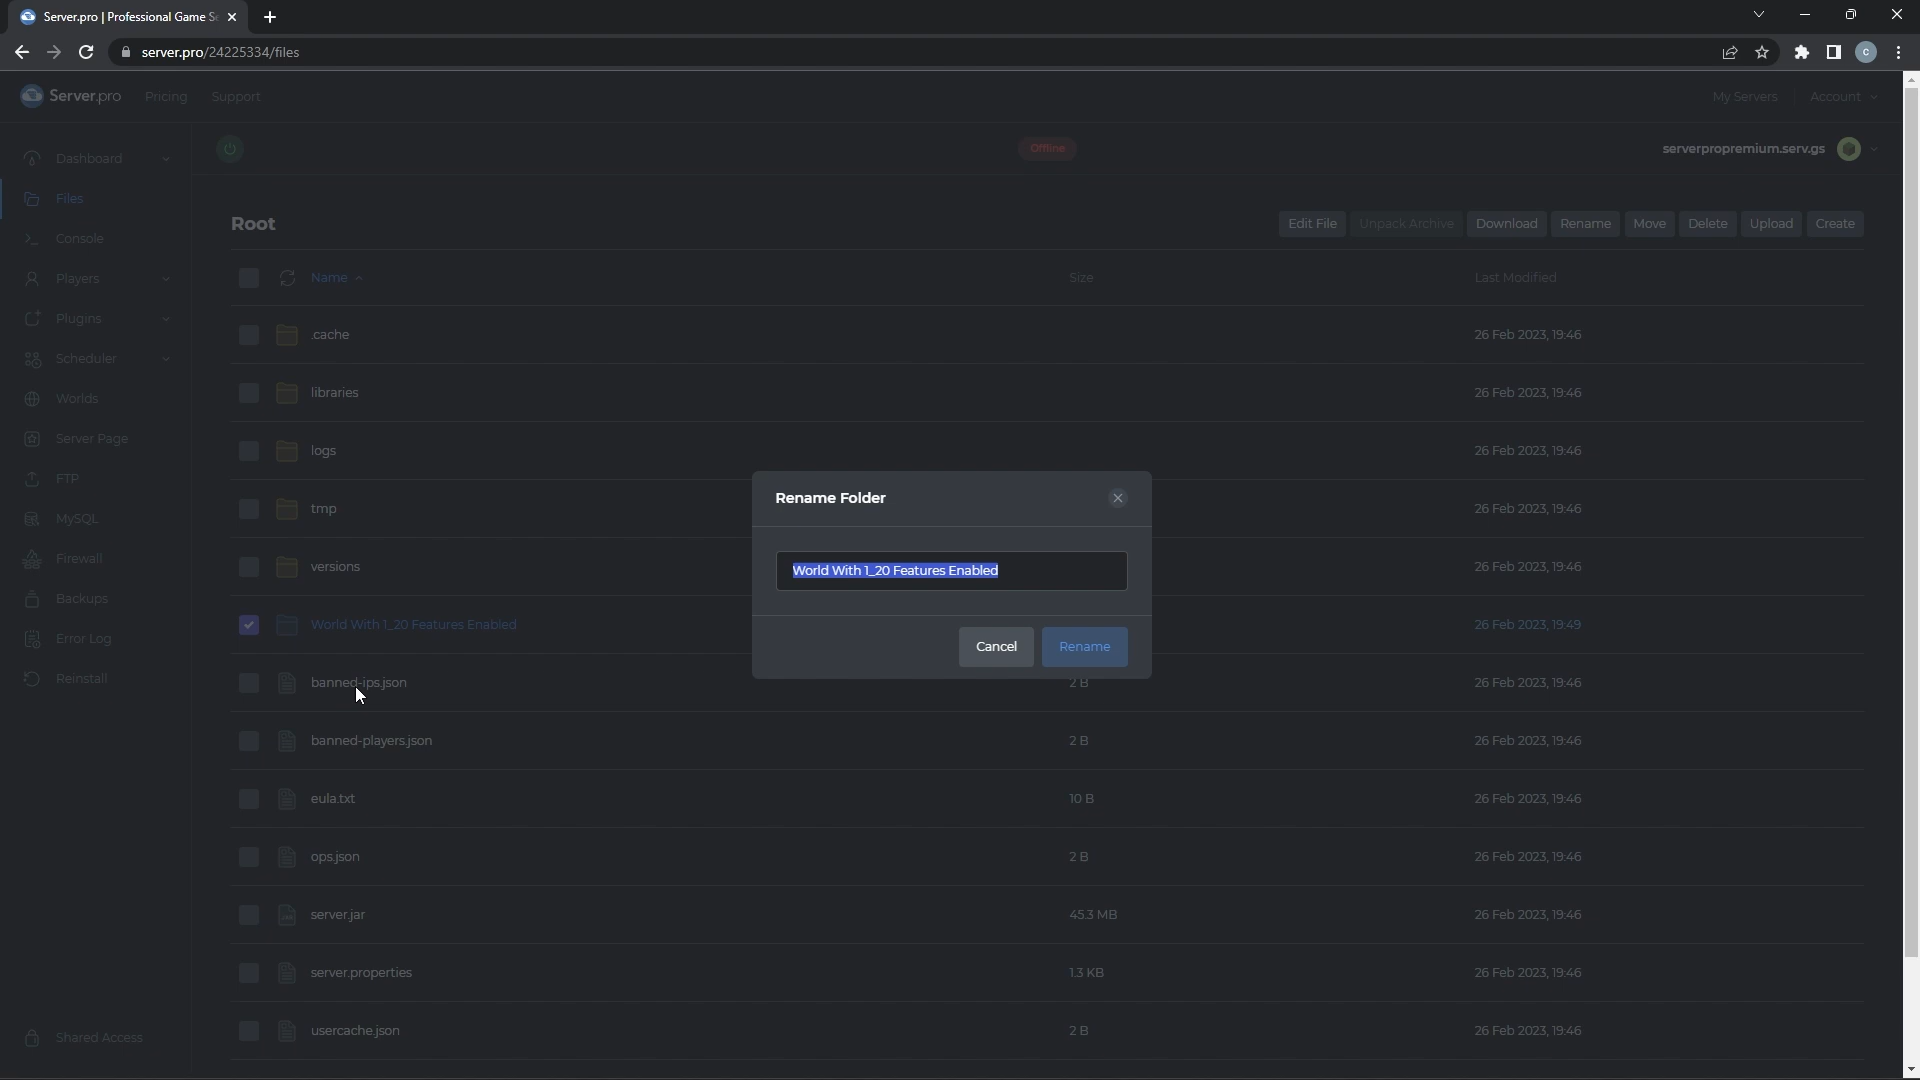 Server.pro | Professional Game S
server.pro/24225334/files
C
Server.pro Pricing Support My Servers Account
Dashboard
Offline
serverpropremium.serv.gs
Files
Root
Edit File Unpack Archive Download Rename Move Delete Upload Create
Console
Players
Name Size Last Modified
Plugins
.cache 26 Feb 2023, 19:46
Scheduler
libraries 26 Feb 2023, 19:46
Worlds
Server Page
logs 26 Feb 2023, 19:46
FTP
Rename Folder
tmp 26 Feb 2023, 19:46
MySQL
Firewall
versions 26 Feb 2023, 19:46
World With 1_20 Features Enabled
Backups
World With 1_20 Features Enabled 26 Feb 2023, 19:49
Error Log
Cancel Rename
Reinstall
banned-ips.json 2 B 26 Feb 2023, 19:46
banned-players.json 2 B 26 Feb 2023, 19:46
eula.txt 10 B 26 Feb 2023, 19:46
ops.json 2 B 26 Feb 2023, 19:46
server.jar 45.3 MB 26 Feb 2023, 19:46
server.properties 1.3 KB 26 Feb 2023, 19:46
usercache.json 2 B 26 Feb 2023, 19:46
Shared Access